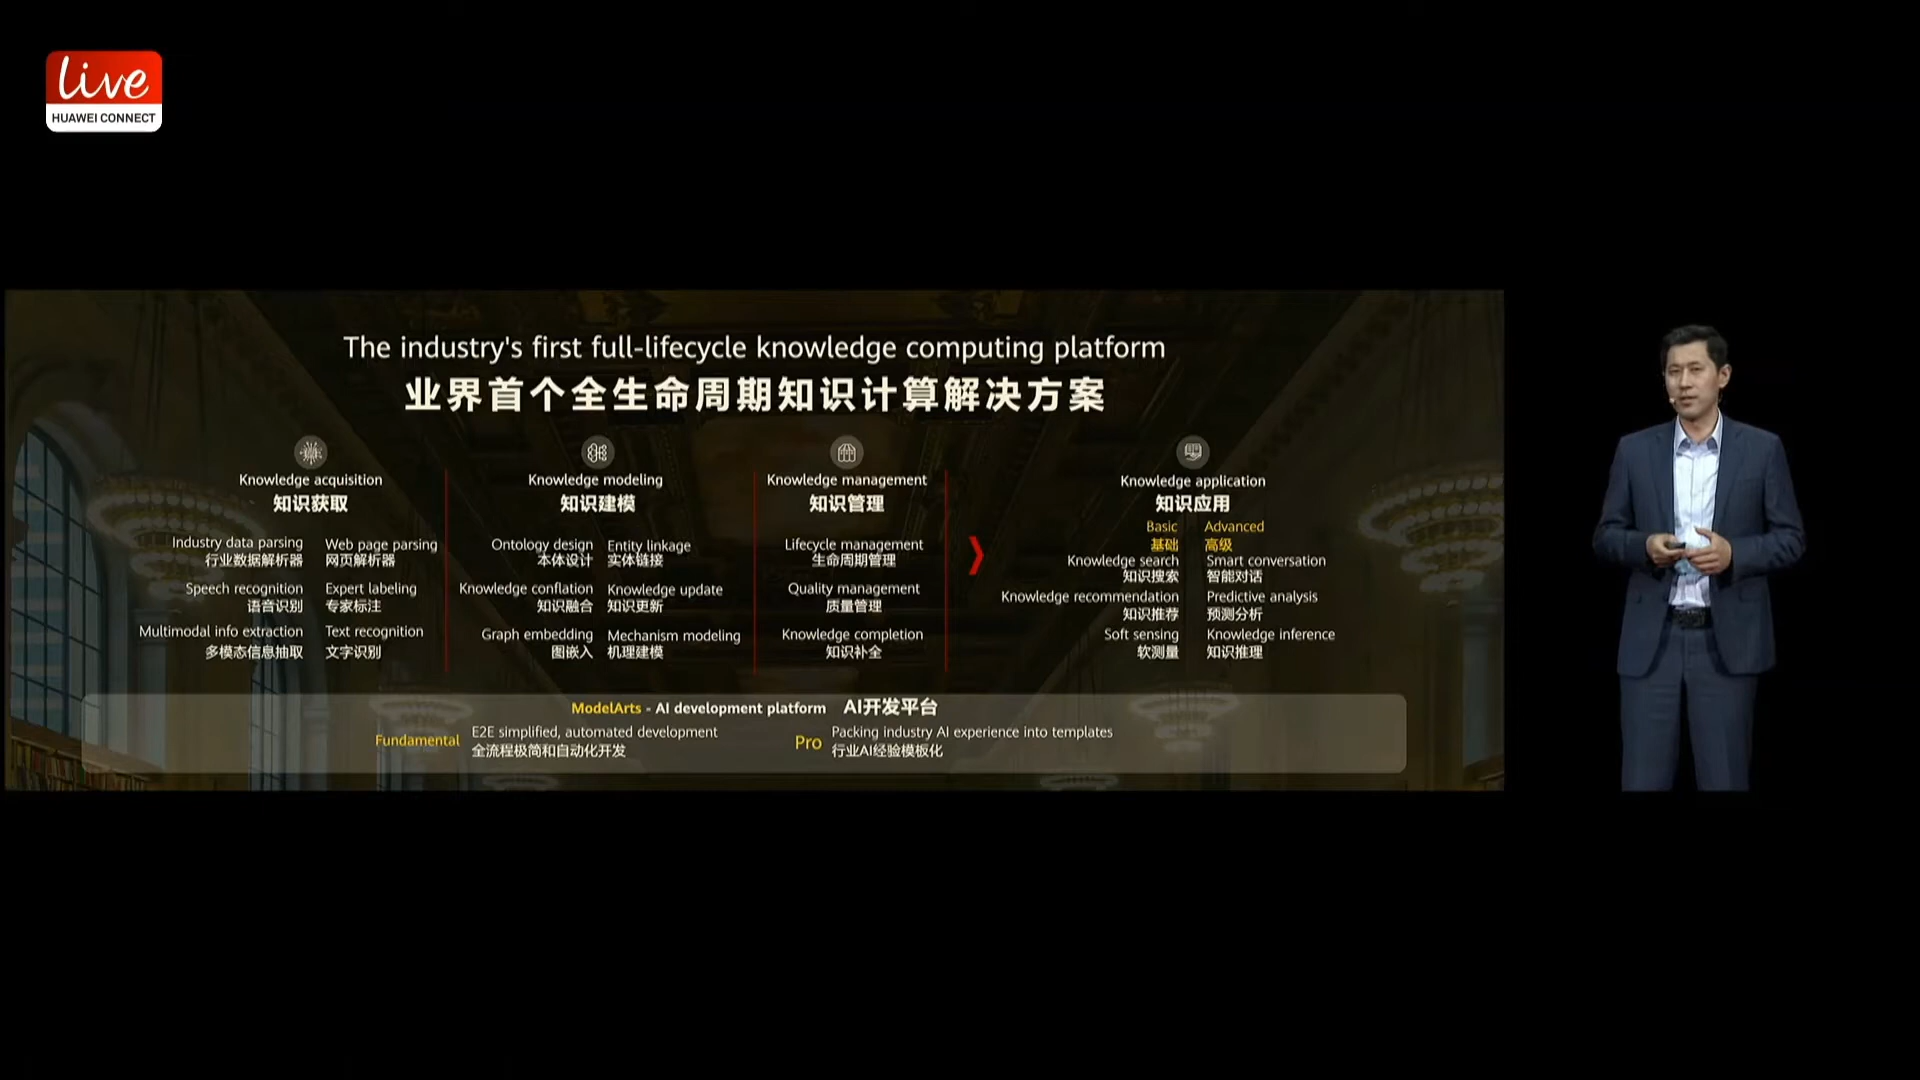 live
HUAWEI CONNECT
The industry's first full-lifecycle knowledge computing platform
业界首个全生命周期知识计算解决方案
Knowledge acquisition
知识获取
Industry data parsing
行业数据解析器
Web page parsing
网页解析器
Speech recognition
语音识别
Expert labeling
专家标注
Multimodal info extraction
多模态信息抽取
Text recognition
文字识别
Knowledge modeling
知识建模
Ontology design
本体设计
Entity linkage
实体链接
Knowledge conflation
知识融合
Knowledge update
知识更新
Graph embedding
图嵌入
Mechanism modeling
机理建模
Knowledge management
知识管理
Lifecycle management
生命周期管理
Quality management
质量管理
Knowledge completion
知识补全
Knowledge application
知识应用
Basic
基础
Knowledge search
知识搜索
Knowledge recommendation
知识推荐
Soft sensing
软测量
Advanced
高级
Smart conversation
智能对话
Predictive analysis
预测分析
Knowledge inference
知识推理
ModelArts - AI development platform AI开发平台
Fundamental
E2E simplified, automated development
全流程极简和自动化开发
Pro
Packing industry AI experience into templates
行业AI经验模板化